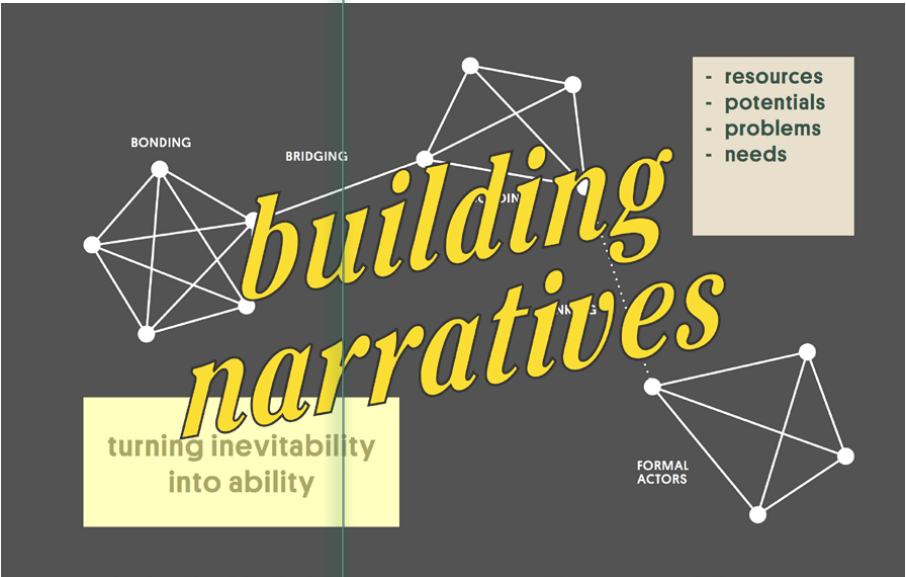 BONDING
BRIDGING
- resources
- potentials
- problems
- needs
building
narratives
turning inevitability
into ability
FORMAL
ACTORS